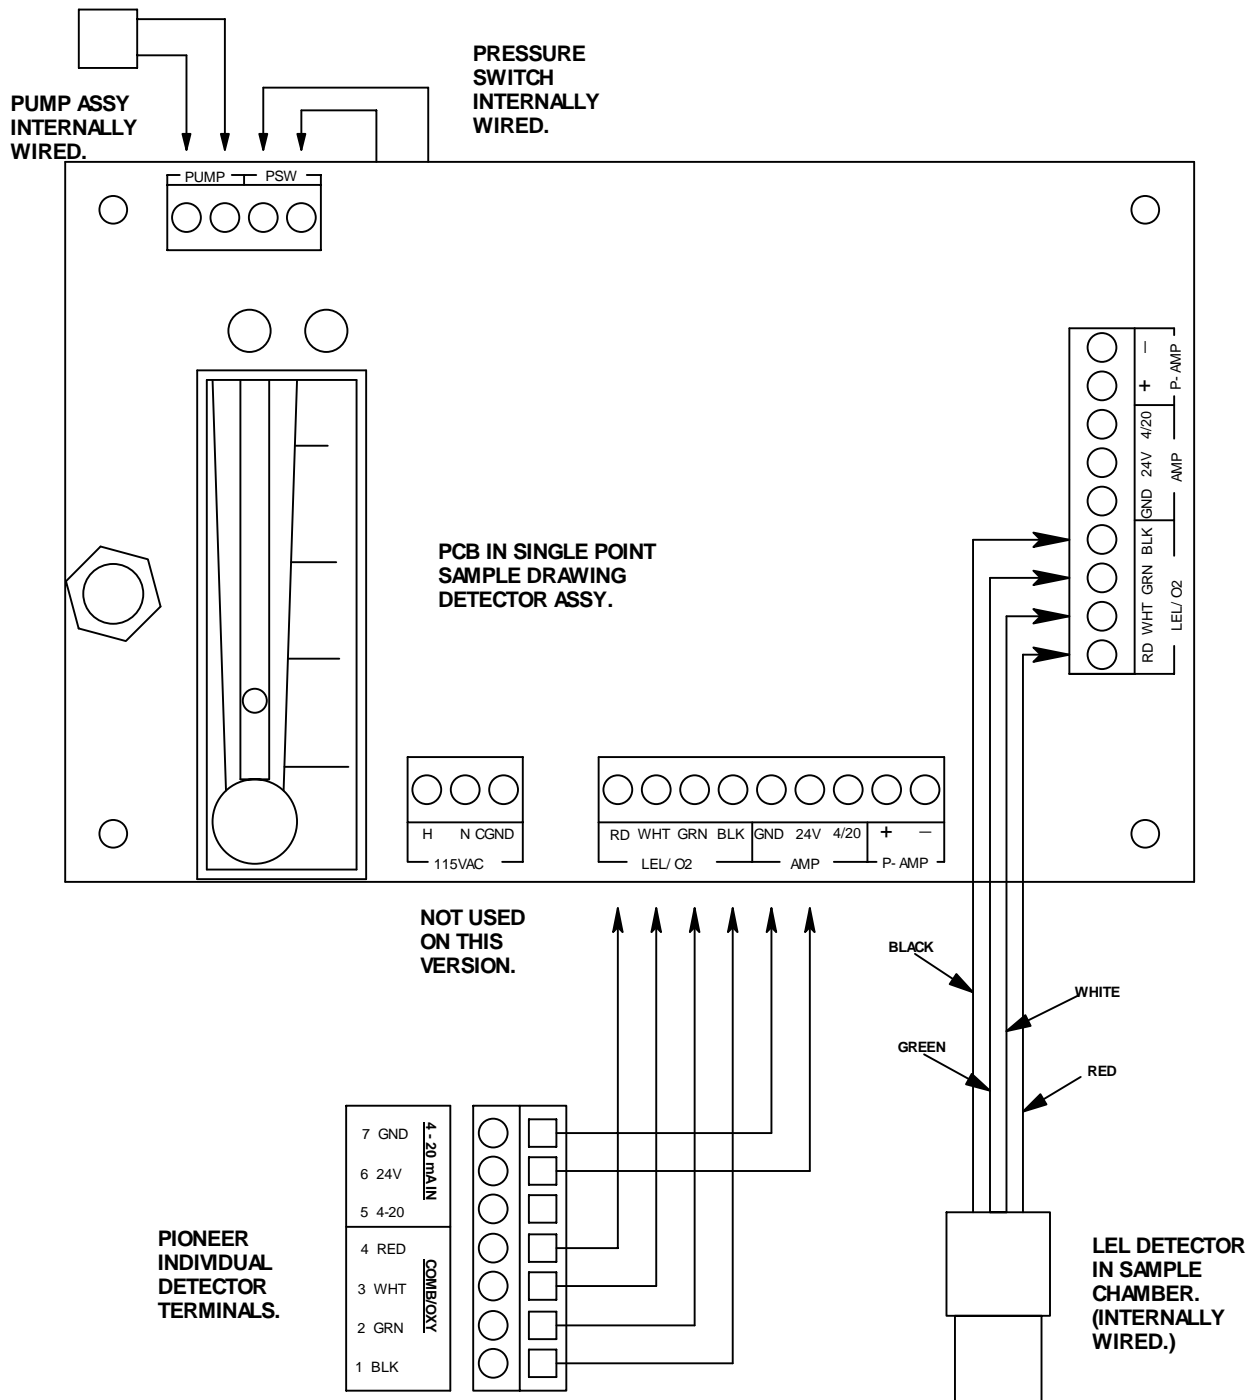 PUMP ASSY
INTERNALLY
WIRED.
PRESSURE
SWITCH
INTERNALLY
WIRED.
PUMP PSW
− + P- AMP
4/20 24V GND AMP
BLK GRN WHT RD LEL/ O2
PCB IN SINGLE POINT
SAMPLE DRAWING
DETECTOR ASSY.
H N CGND
115VAC
RD WHT GRN BLK GND 24V 4/20 + −
LEL/ O2 AMP P- AMP
NOT USED
ON THIS
VERSION.
BLACK
WHITE
GREEN
RED
7 GND
6 24V
5 4-20
4 - 20 mA IN
4 RED
3 WHT
2 GRN
1 BLK
COMB/OXY
PIONEER
INDIVIDUAL
DETECTOR
TERMINALS.
LEL DETECTOR
IN SAMPLE
CHAMBER.
(INTERNALLY
WIRED.)